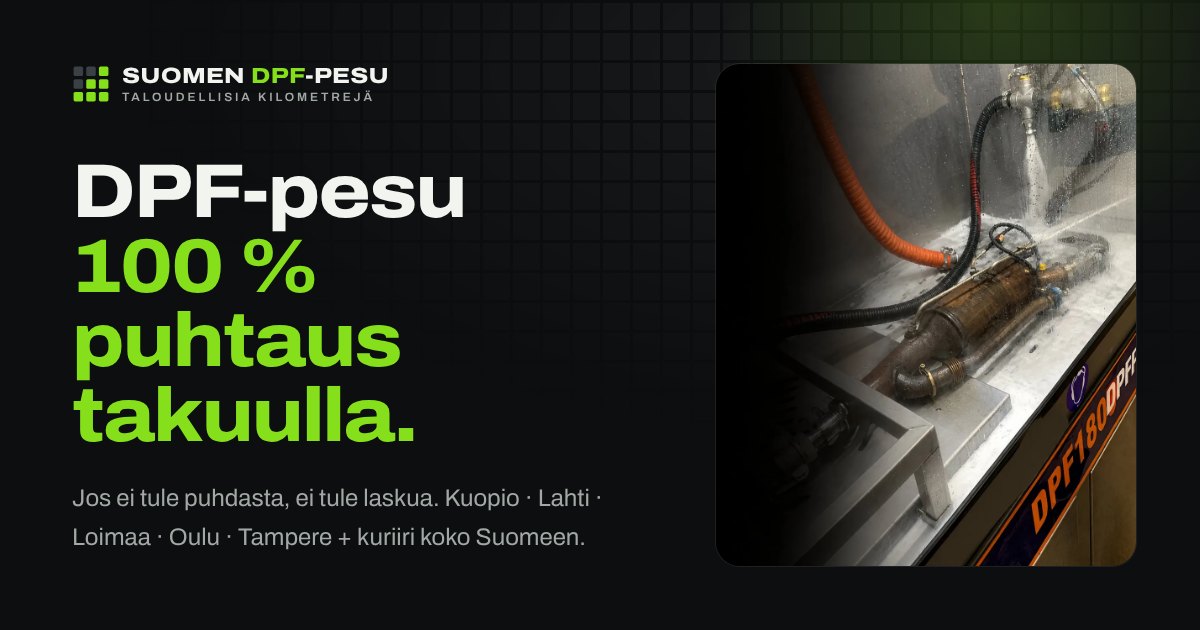 SUOMEN DPF-PESU
TALOUDELLISIA KILOMETREJÄ
DPF-pesu
100 %
puhtaus
takuulla.
Jos ei tule puhdasta, ei tule laskua. Kuopio · Lahti ·
Loimaa · Oulu · Tampere + kuriiri koko Suomeen.
DPF180